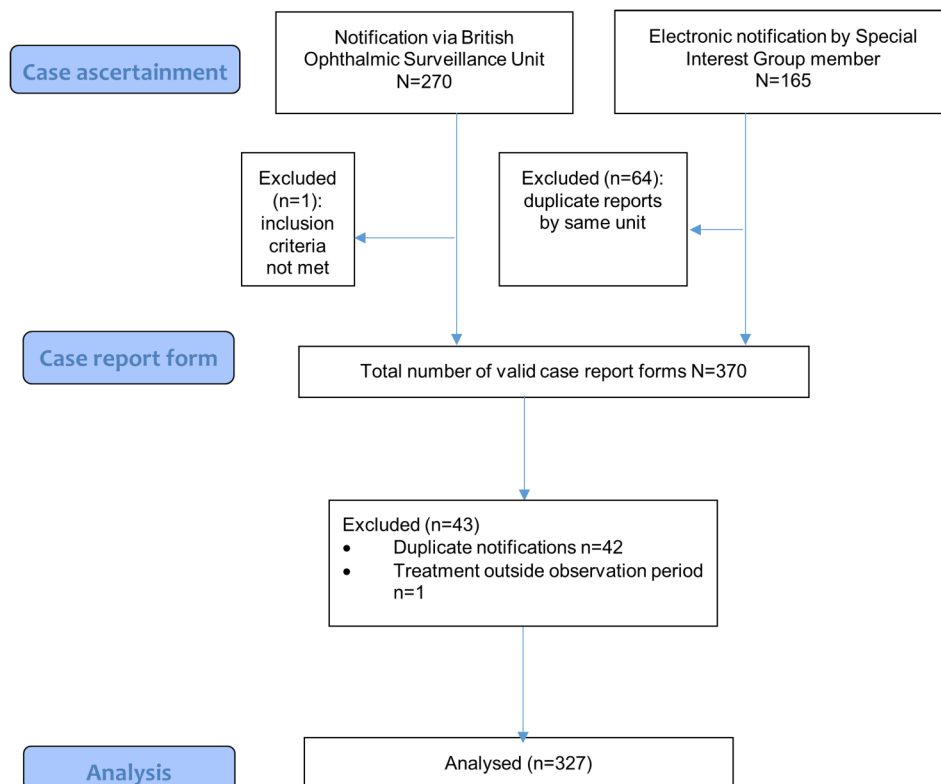 Case ascertainment
Notification via British
Ophthalmic Surveillance Unit
N=270
Electronic notification by Special
Interest Group member
N=165
Excluded
(n=1):
inclusion
criteria
not met
Excluded (n=64):
duplicate reports
by same unit
Case report form
Total number of valid case report forms N=370
Excluded (n=43)
• Duplicate notifications n=42
• Treatment outside observation period
n=1
Analysis
Analysed (n=327)